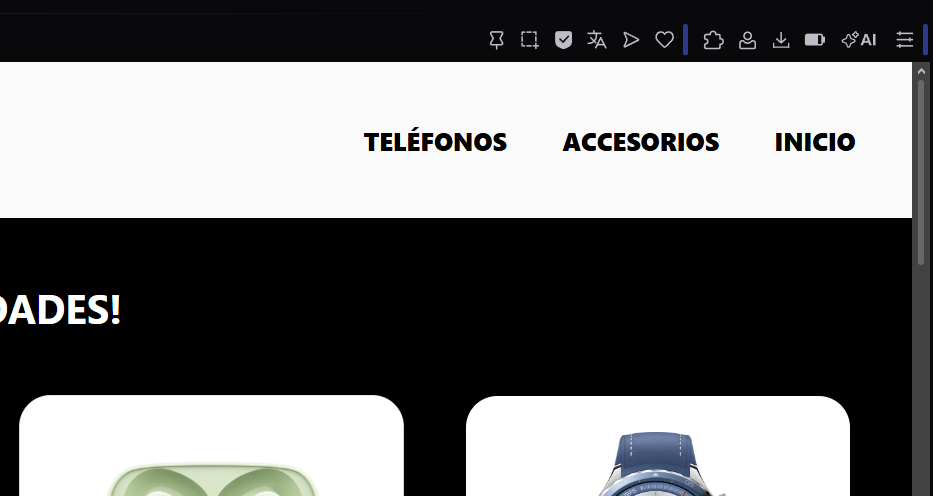 AI
TELÉFONOS ACCESORIOS INICIO
DADES!